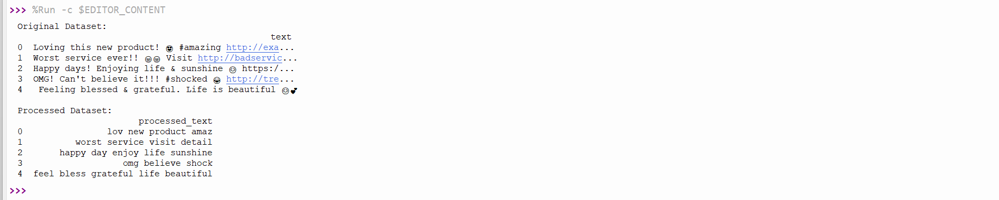 >>> %Run -c $EDITOR_CONTENT
Original Dataset:
text
0 Loving this new product! 😍 #amazing http://exa...
1 Worst service ever!! 😡😡 Visit http://badservic...
2 Happy days! Enjoying life & sunshine 😊 https:/...
3 OMG! Can't believe it!!! #shocked 😂 http://tre...
4 Feeling blessed & grateful. Life is beautiful 😊💕
Processed Dataset:
processed_text
0 lov new product amaz
1 worst service visit detail
2 happy day enjoy life sunshine
3 omg believe shock
4 feel bless grateful life beautiful
>>>